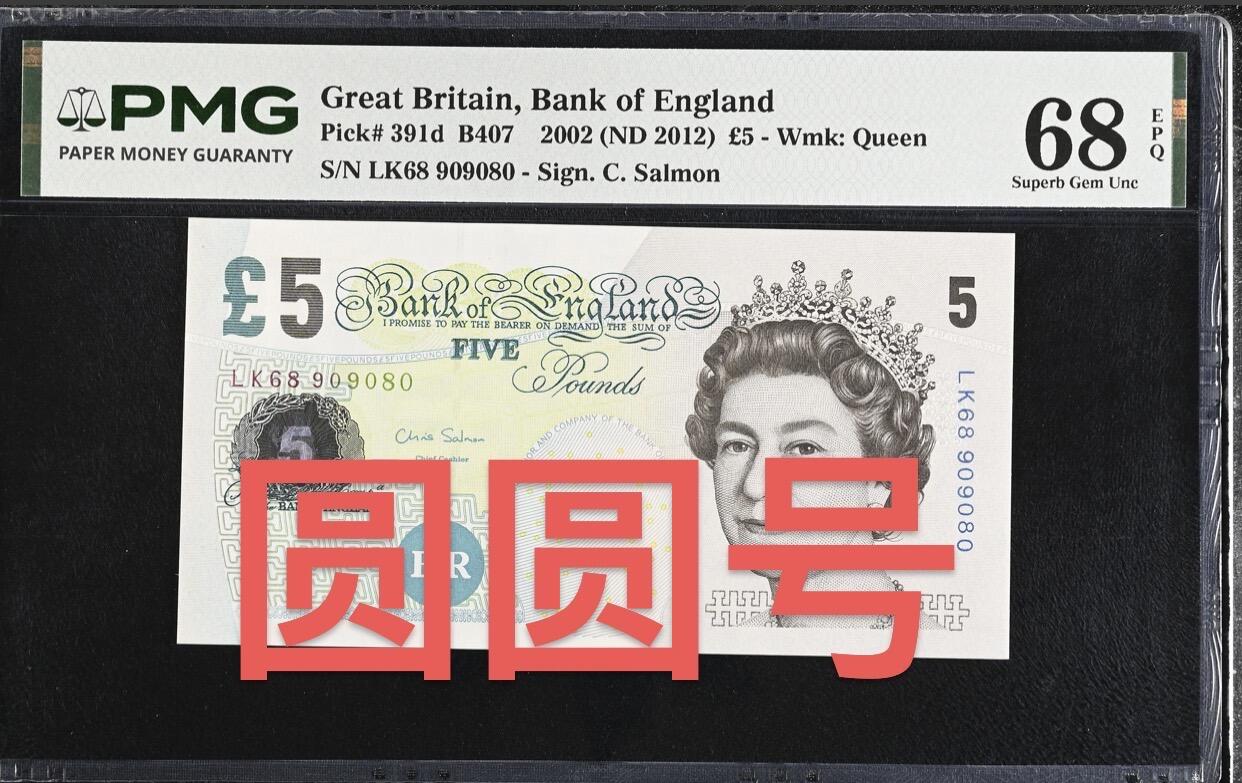 PMG
PAPER MONEY GUARANTY
Great Britain, Bank of England
Pick# 391d B407 2002 (ND 2012) £5 - Wmk: Queen
S/N LK68 909080 - Sign. C. Salmon
68
EPQ
Superb Gem Unc
£5
Bank of England
5
I PROMISE TO PAY THE BEARER ON DEMAND THE SUM OF
FIVE
Pounds
LK68 909080
LK68 909080
5
Chris Salmon
Chief Cashier
圆圆号